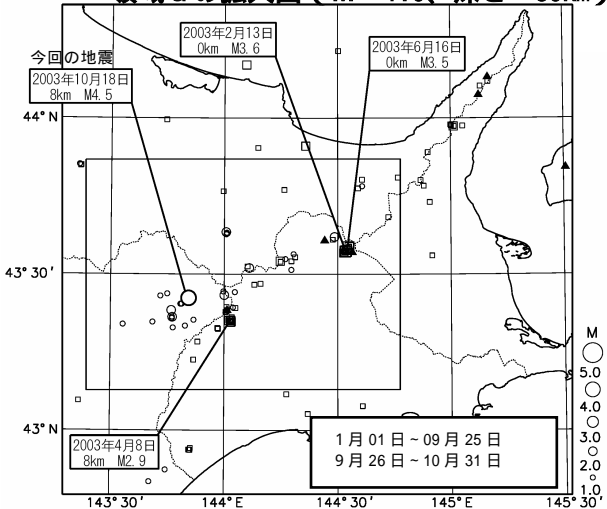 2003年2月13日
0km M3.6
2003年6月16日
0km M3.5
今回の地震
2003年10月18日
8km M4.5
44°N
43°30'
43°N
2003年4月8日
8km M2.9
1月01日~09月25日
9月26日~10月31日
143°30'
144°E
144°30'
145°E
145°30'
M
5.0
4.0
3.0
2.0
1.0